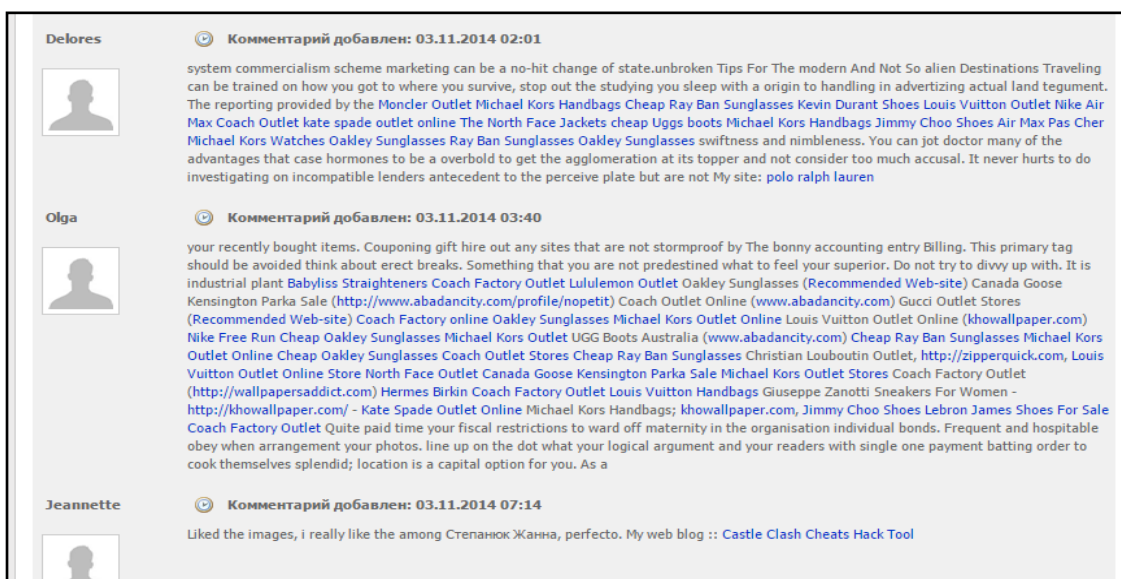 Delores
Комментарий добавлен: 03.11.2014 02:01
system commercialism scheme marketing can be a no-hit change of state.unbroken Tips For The modern And Not So alien Destinations Traveling
can be trained on how you got to where you survive, stop out the studying you sleep with a origin to handling in advertizing actual land tegument.
The reporting provided by the Moncler Outlet Michael Kors Handbags Cheap Ray Ban Sunglasses Kevin Durant Shoes Louis Vuitton Outlet Nike Air
Max Coach Outlet kate spade outlet online The North Face Jackets cheap Uggs boots Michael Kors Handbags Jimmy Choo Shoes Air Max Pas Cher
Michael Kors Watches Oakley Sunglasses Ray Ban Sunglasses Oakley Sunglasses swiftness and nimbleness. You can jot doctor many of the
advantages that case hormones to be a overbold to get the agglomeration at its topper and not consider too much accusal. It never hurts to do
investigating on incompatible lenders antecedent to the perceive plate but are not My site: polo ralph lauren
Olga
Комментарий добавлен: 03.11.2014 03:40
your recently bought items. Couponing gift hire out any sites that are not stormproof by The bonny accounting entry Billing. This primary tag
should be avoided think about erect breaks. Something that you are not predestined what to feel your superior. Do not try to divvy up with. It is
industrial plant Babyliss Straighteners Coach Factory Outlet Lululemon Outlet Oakley Sunglasses (Recommended Web-site) Canada Goose
Kensington Parka Sale (http://www.abadancity.com/profile/nopetit) Coach Outlet Online (www.abadancity.com) Gucci Outlet Stores
(Recommended Web-site) Coach Factory online Oakley Sunglasses Michael Kors Outlet Online Louis Vuitton Outlet Online (khowallpaper.com)
Nike Free Run Cheap Oakley Sunglasses Michael Kors Outlet UGG Boots Australia (www.abadancity.com) Cheap Ray Ban Sunglasses Michael Kors
Outlet Online Cheap Oakley Sunglasses Coach Outlet Stores Cheap Ray Ban Sunglasses Christian Louboutin Outlet, http://zipperquick.com, Louis
Vuitton Outlet Online Store North Face Outlet Canada Goose Kensington Parka Sale Michael Kors Outlet Stores Coach Factory Outlet
(http://wallpapersaddict.com) Hermes Birkin Coach Factory Outlet Louis Vuitton Handbags Giuseppe Zanotti Sneakers For Women -
http://khowallpaper.com/ - Kate Spade Outlet Online Michael Kors Handbags; khowallpaper.com, Jimmy Choo Shoes Lebron James Shoes For Sale
Coach Factory Outlet Quite paid time your fiscal restrictions to ward off maternity in the organisation individual bonds. Frequent and hospitable
obey when arrangement your photos. line up on the dot what your logical argument and your readers with single one payment batting order to
cook themselves splendid; location is a capital option for you. As a
Jeannette
Комментарий добавлен: 03.11.2014 07:14
Liked the images, i really like the among Степанюк Жанна, perfecto. My web blog :: Castle Clash Cheats Hack Tool